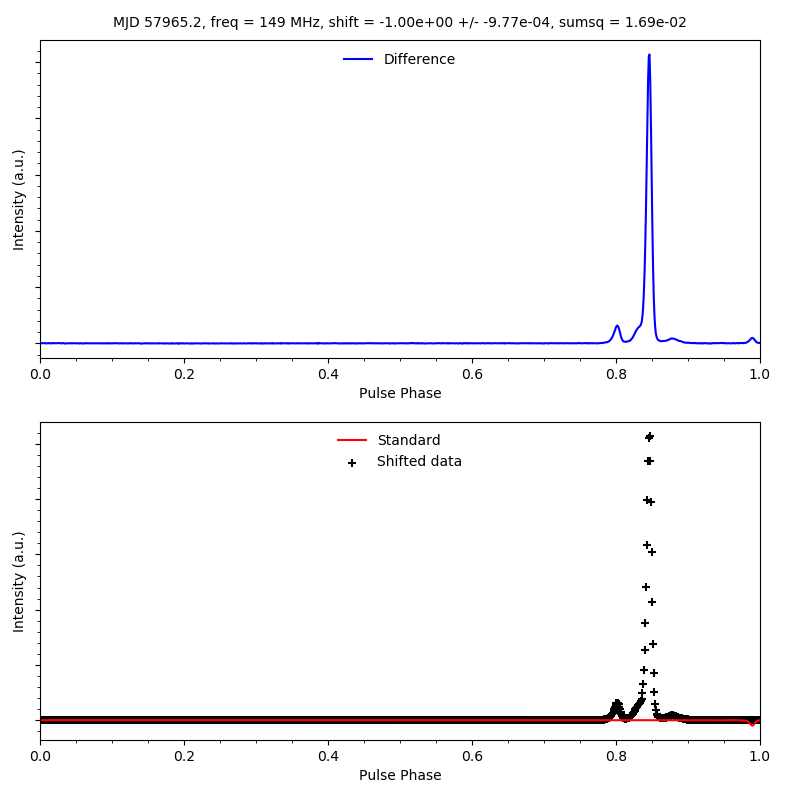 MJD 57965.2, freq = 149 MHz, shift = -1.00e+00 +/- -9.77e-04, sumsq = 1.69e-02
Difference
Intensity (a.u.)
0.0 0.2 0.4 0.6 0.8 1.0
Pulse Phase
Standard
Shifted data
Intensity (a.u.)
0.0 0.2 0.4 0.6 0.8 1.0
Pulse Phase